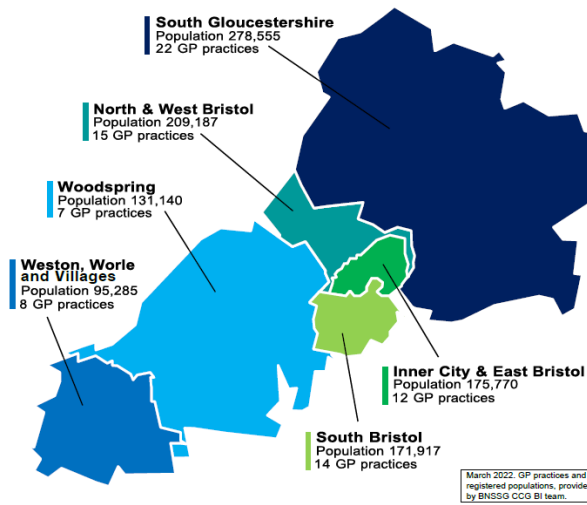 South Gloucestershire
Population 278,555
22 GP practices
North & West Bristol
Population 209,187
15 GP practices
Woodspring
Population 131,140
7 GP practices
Weston, Worle
and Villages
Population 95,285
8 GP practices
Inner City & East Bristol
Population 175,770
12 GP practices
South Bristol
Population 171,917
14 GP practices
March 2022. GP practices and
registered populations, provide
by BNSSG CCG BI team.